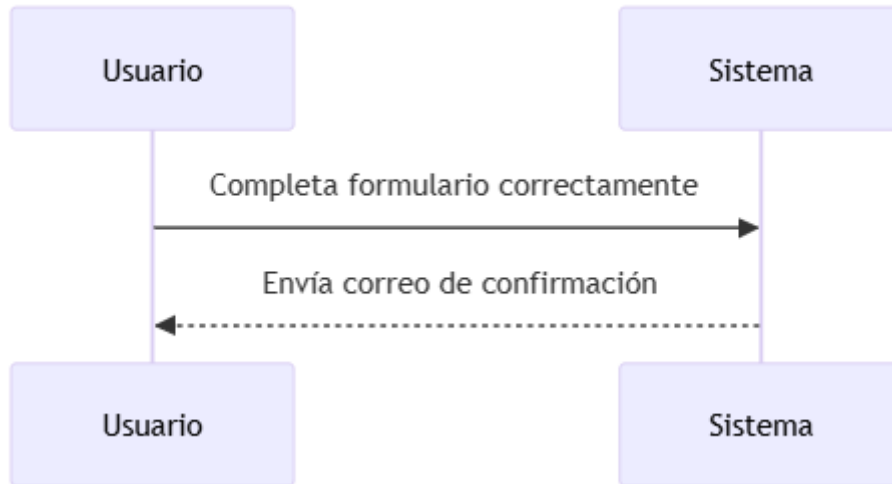 Usuario
Sistema
Completa formulario correctamente
Envía correo de confirmación
Usuario
Sistema